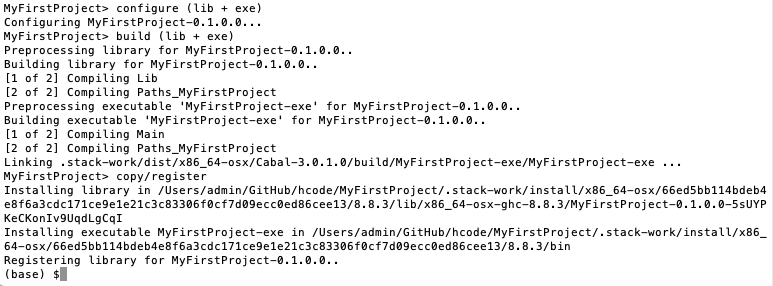 MyFirstProject> configure (lib + exe)
Configuring MyFirstProject-0.1.0.0...
MyFirstProject> build (lib + exe)
Preprocessing library for MyFirstProject-0.1.0.0..
Building library for MyFirstProject-0.1.0.0..
[1 of 2] Compiling Lib
[2 of 2] Compiling Paths_MyFirstProject
Preprocessing executable 'MyFirstProject-exe' for MyFirstProject-0.1.0.0..
Building executable 'MyFirstProject-exe' for MyFirstProject-0.1.0.0..
[1 of 2] Compiling Main
[2 of 2] Compiling Paths_MyFirstProject
Linking .stack-work/dist/x86_64-osx/Cabal-3.0.1.0/build/MyFirstProject-exe/MyFirstProject-exe ...
MyFirstProject> copy/register
Installing library in /Users/admin/GitHub/hcode/MyFirstProject/.stack-work/install/x86_64-osx/66ed5bb114bdeb4
e8f6a3cdc171ce9e1e21c3c83306f0cf7d09ecc0ed86cee13/8.8.3/lib/x86_64-osx-ghc-8.8.3/MyFirstProject-0.1.0.0-5sUYP
KeCKonIv9UqdLgCqI
Installing executable MyFirstProject-exe in /Users/admin/GitHub/hcode/MyFirstProject/.stack-work/install/x86_
64-osx/66ed5bb114bdeb4e8f6a3cdc171ce9e1e21c3c83306f0cf7d09ecc0ed86cee13/8.8.3/bin
Registering library for MyFirstProject-0.1.0.0..
(base) $